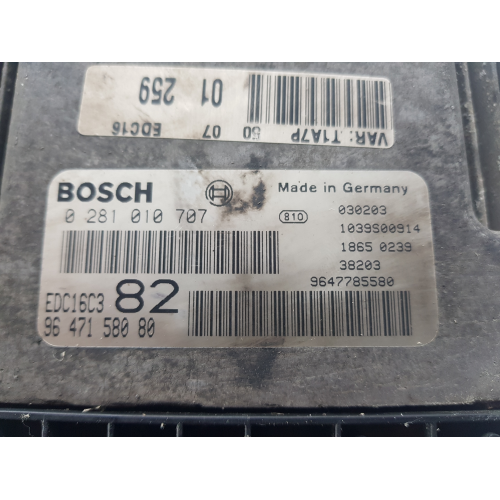 VAR: T1A7P
50 07 EDC16
01 259
BOSCH
Made in Germany
0 281 010 707
810
030203
1039S00914
1865 0239
38203
9647785580
EDC16C3 82
96 471 580 80